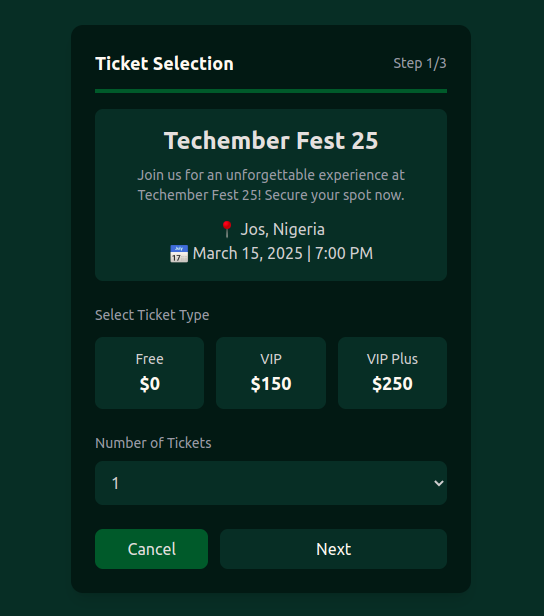 Ticket Selection
Step 1/3
Techember Fest 25
Join us for an unforgettable experience at
Techember Fest 25! Secure your spot now.
📍 Jos, Nigeria
📅 March 15, 2025 | 7:00 PM
Select Ticket Type
Free
$0
VIP
$150
VIP Plus
$250
Number of Tickets
1
Cancel
Next